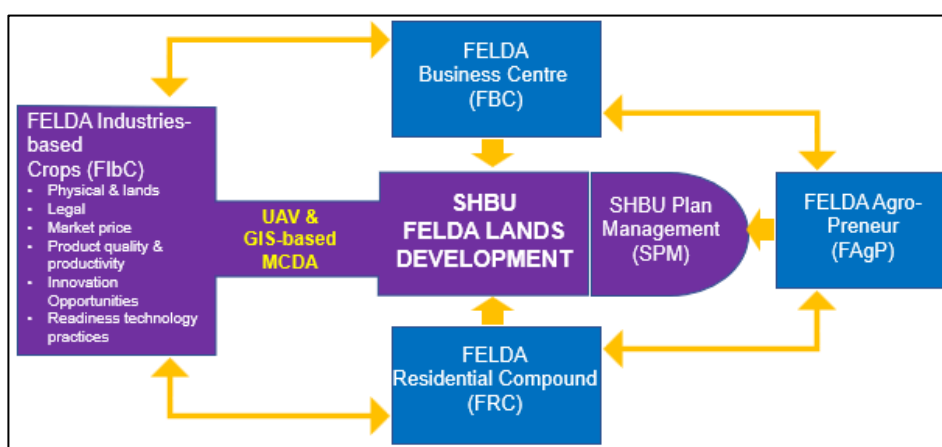 FELDA
Business Centre
(FBC)
FELDA Industries-
based
Crops (FIbC)
• Physical & lands
• Legal
• Market price
• Product quality &
productivity
• Innovation
Opportunities
• Readiness technology
practices
UAV &
GIS-based
MCDA
SHBU
FELDA LANDS
DEVELOPMENT
SHBU Plan
Management
(SPM)
FELDA Agro-
Preneur
(FAgP)
FELDA
Residential Compound
(FRC)